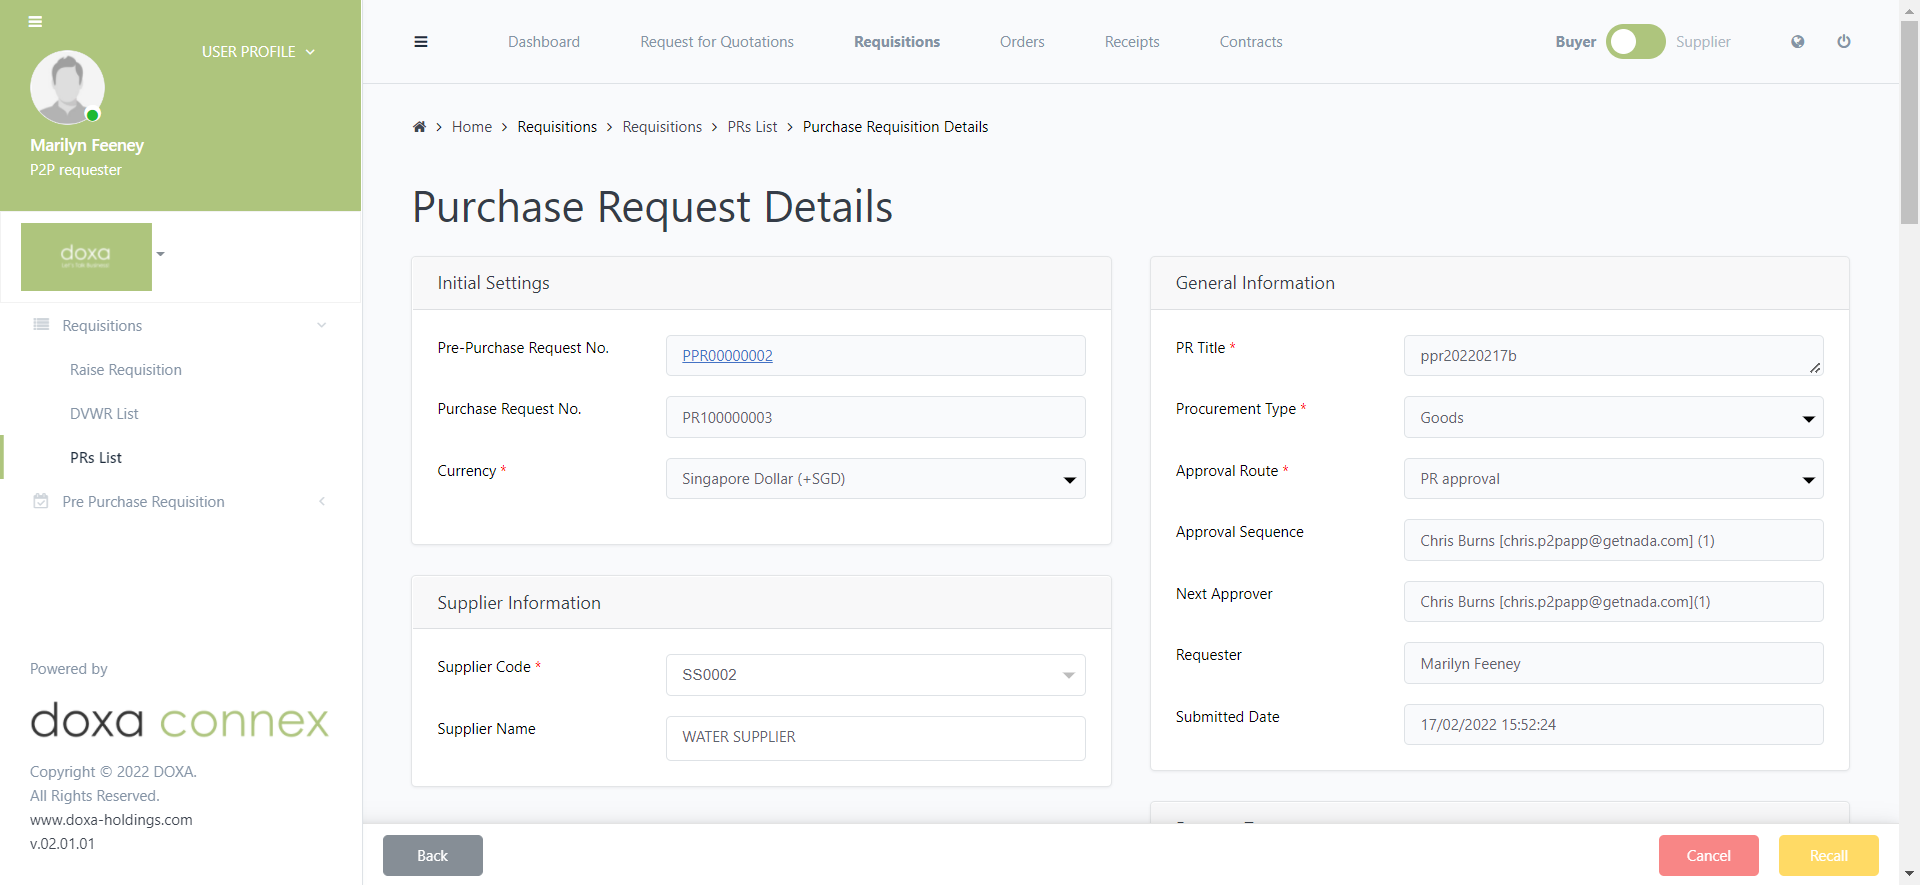 USER PROFILE
Marilyn Feeney
P2P requester
doxa
Let's Talk Business
Requisitions
Raise Requisition
DVWR List
PRs List
Pre Purchase Requisition
Powered by
doxa connex
Copyright © 2022 DOXA.
All Rights Reserved.
www.doxa-holdings.com
v.02.01.01
Dashboard
Request for Quotations
Requisitions
Orders
Receipts
Contracts
Buyer
Supplier
Home > Requisitions > Requisitions > PRs List > Purchase Requisition Details
Purchase Request Details
Initial Settings
Pre-Purchase Request No.
PPR00000002
Purchase Request No.
PR100000003
Currency *
Singapore Dollar (+SGD)
Supplier Information
Supplier Code *
SS0002
Supplier Name
WATER SUPPLIER
General Information
PR Title *
ppr20220217b
Procurement Type *
Goods
Approval Route *
PR approval
Approval Sequence
Chris Burns [chris.p2papp@getnada.com] (1)
Next Approver
Chris Burns [chris.p2papp@getnada.com](1)
Requester
Marilyn Feeney
Submitted Date
17/02/2022 15:52:24
Back
Cancel
Recall